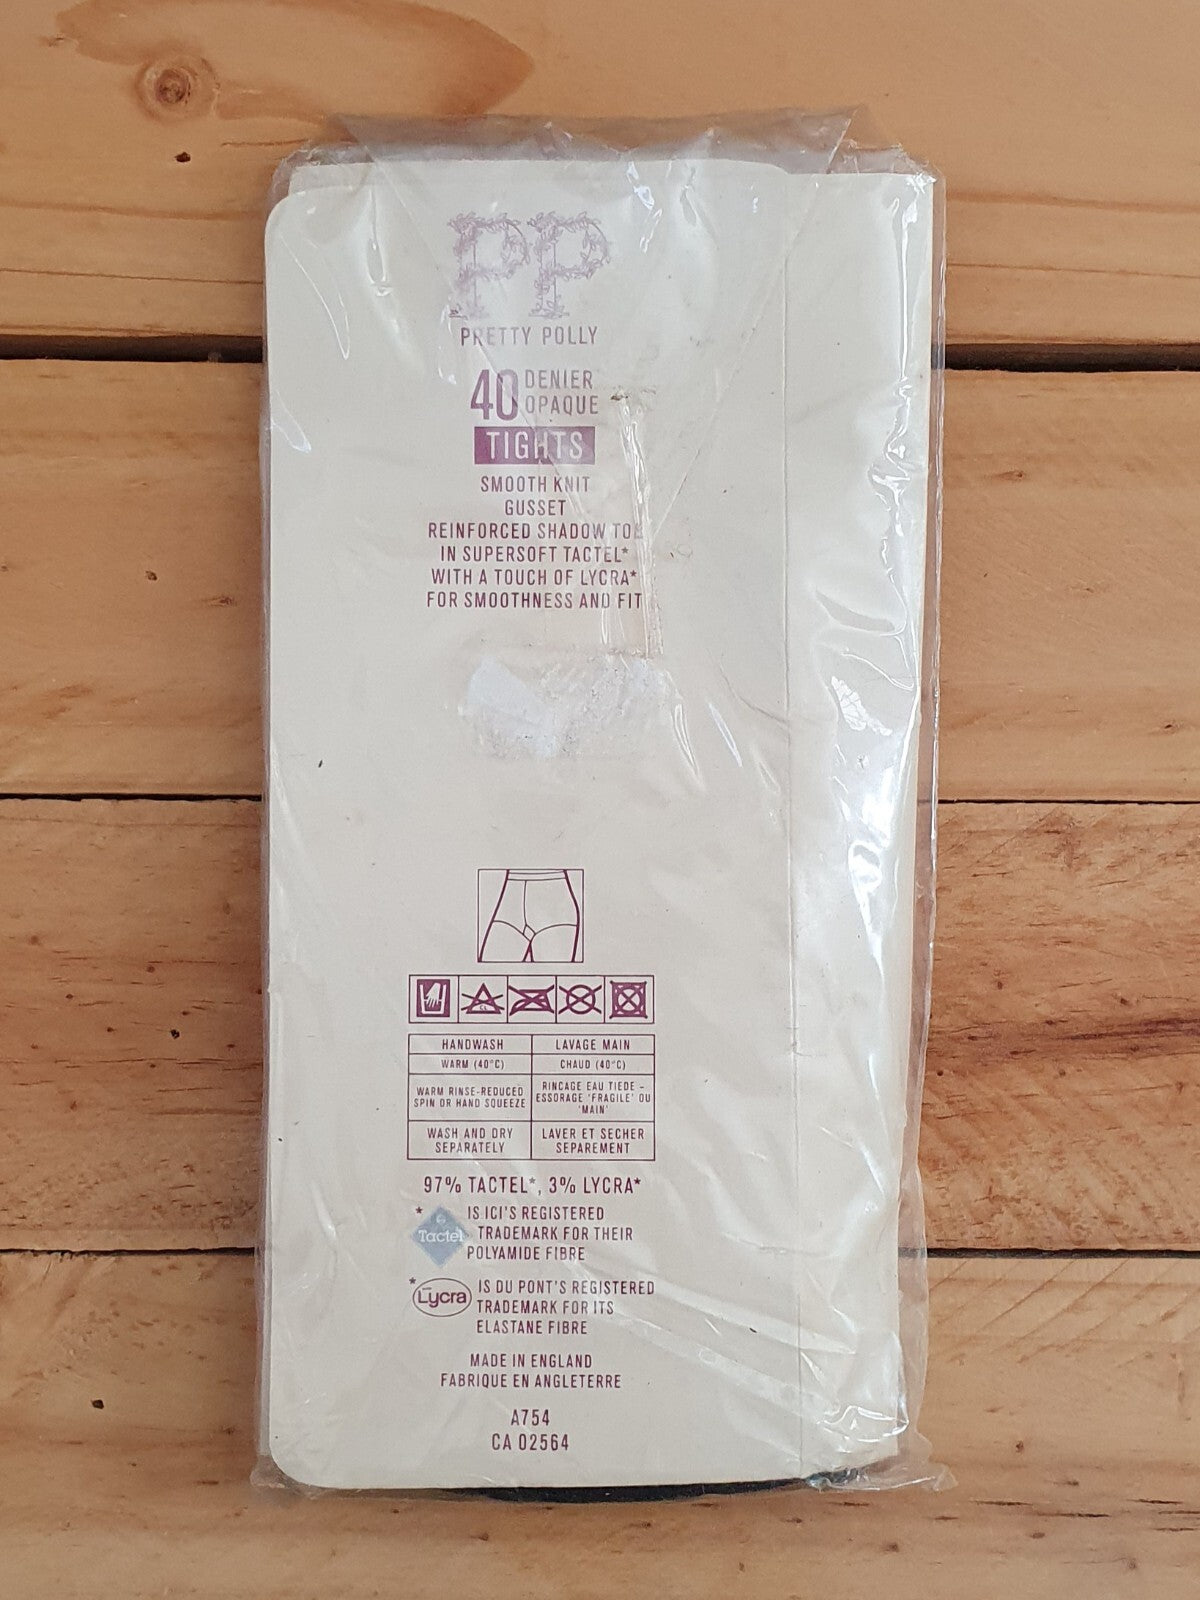 PP
PRETTY POLLY
40 DENIER
OPAQUE
TIGHTS
SMOOTH KNIT
GUSSET
REINFORCED SHADOW TOE
IN SUPERSOFT TACTEL*
WITH A TOUCH OF LYCRA*
FOR SMOOTHNESS AND FIT
HANDWASH
LAVAGE MAIN
WARM (40°C)
CHAUD (40°C)
WARM RINSE-REDUCED
SPIN OR HAND SQUEEZE
RINCAGE EAU TIEDE -
ESSORAGE 'FRAGILE' OU
'MAIN'
WASH AND DRY
SEPARATELY
LAVER ET SECHER
SEPAREMENT
97% TACTEL*, 3% LYCRA*
* Tactel IS ICI'S REGISTERED
TRADEMARK FOR THEIR
POLYAMIDE FIBRE
* Lycra IS DU PONT'S REGISTERED
TRADEMARK FOR ITS
ELASTANE FIBRE
MADE IN ENGLAND
FABRIQUE EN ANGLETERRE
A754
CA 02564